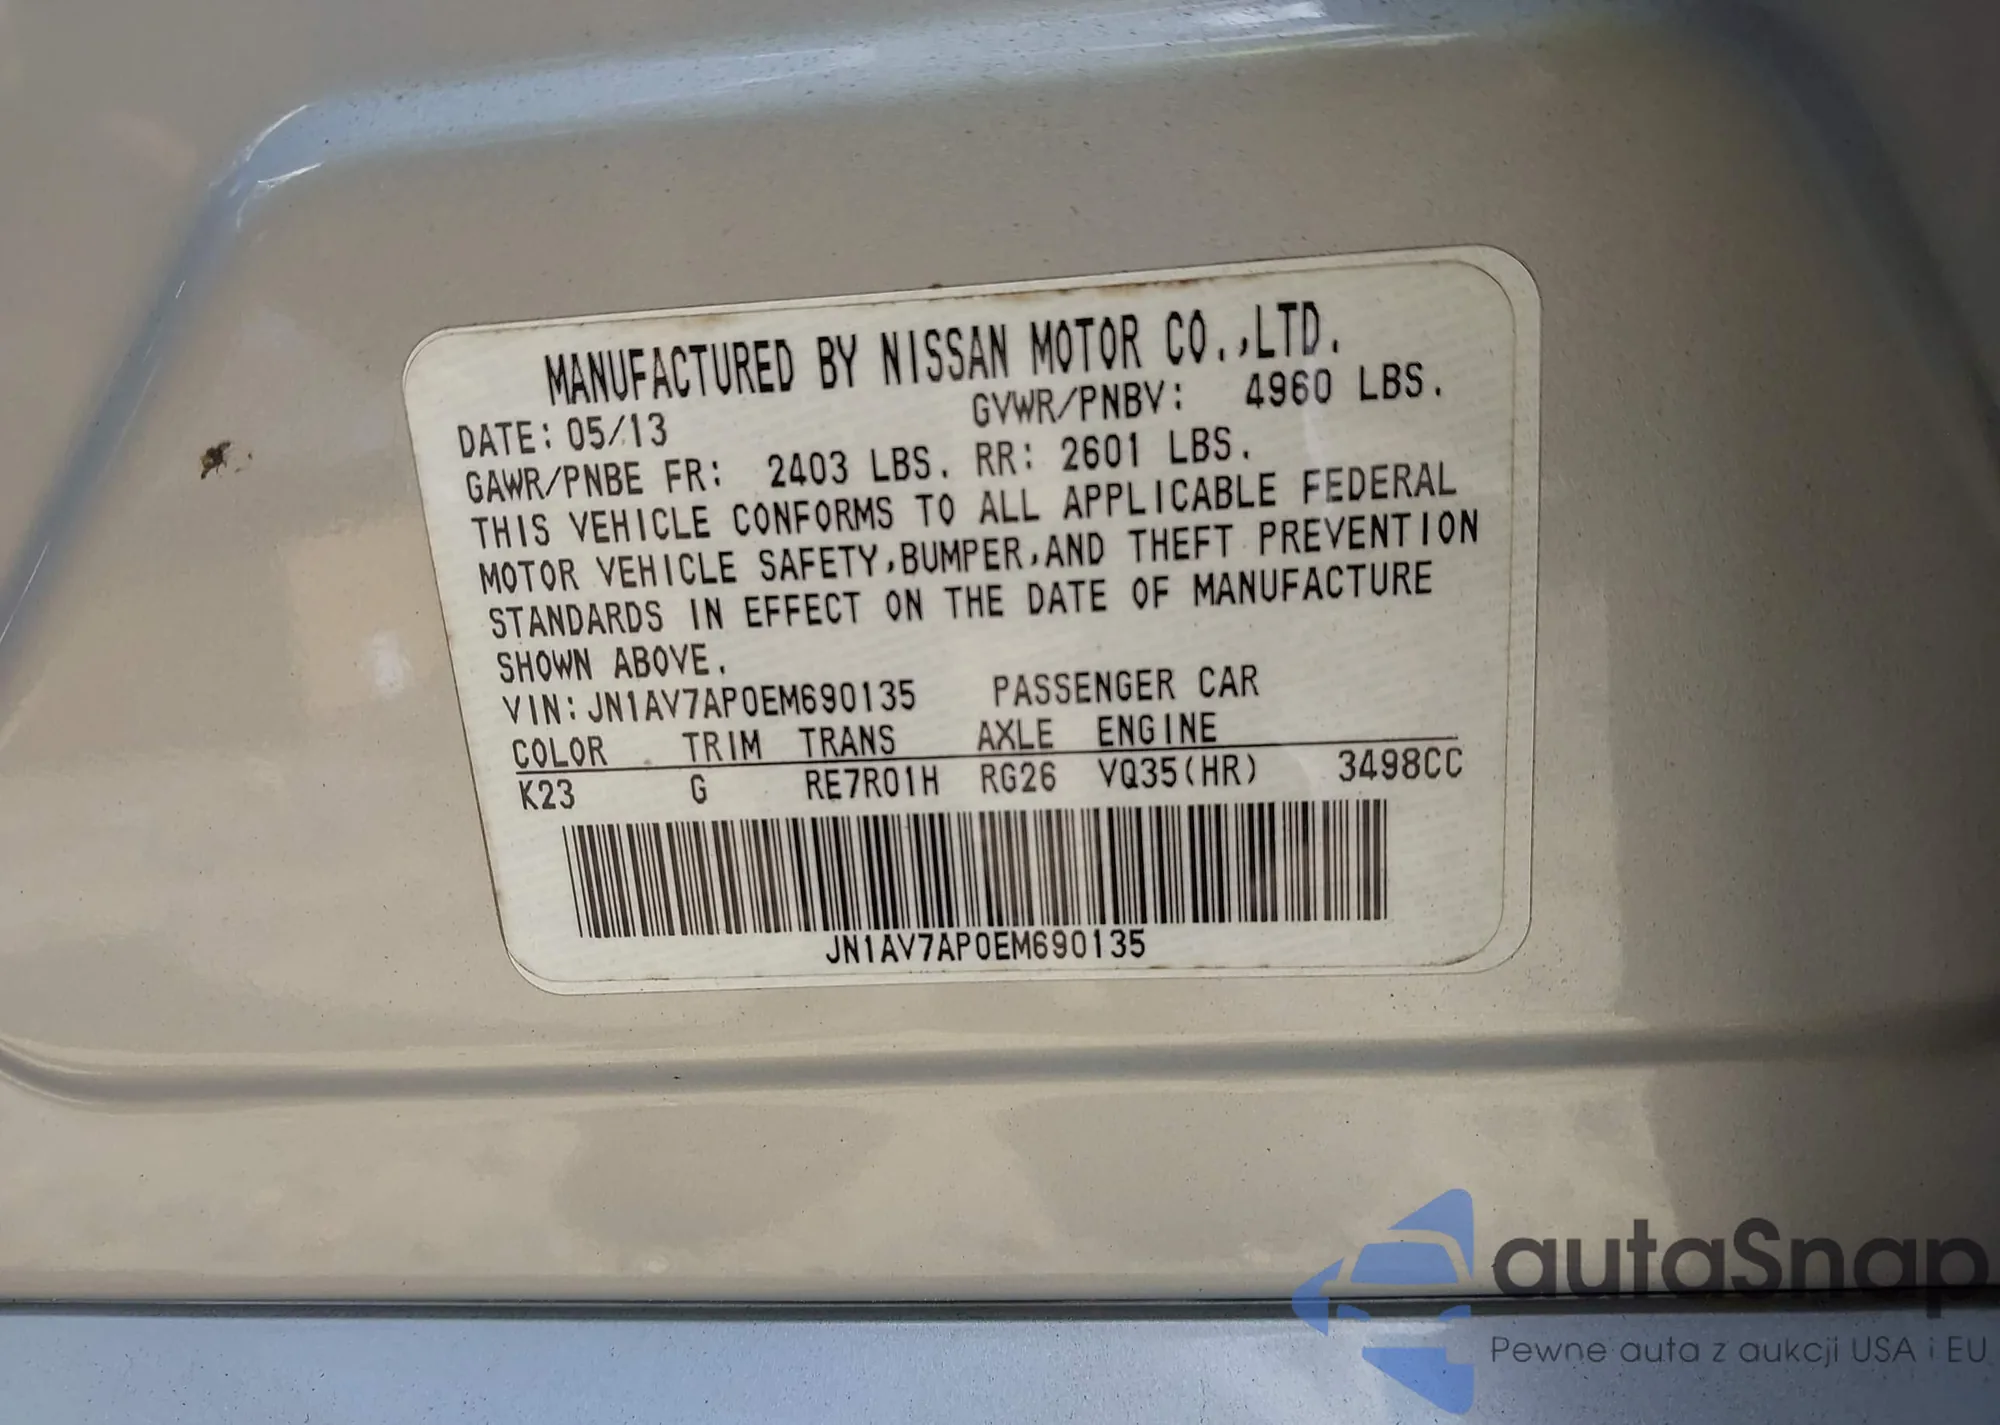 MANUFACTURED BY NISSAN MOTOR CO.,LTD.
DATE: 05/13 GVWR/PNBV: 4960 LBS.
GAWR/PNBE FR: 2403 LBS. RR: 2601 LBS.
THIS VEHICLE CONFORMS TO ALL APPLICABLE FEDERAL
MOTOR VEHICLE SAFETY,BUMPER,AND THEFT PREVENTION
STANDARDS IN EFFECT ON THE DATE OF MANUFACTURE
SHOWN ABOVE.
VIN:JN1AV7AP0EM690135 PASSENGER CAR
COLOR TRIM TRANS AXLE ENGINE
K23 G RE7R01H RG26 VQ35(HR) 3498CC
JN1AV7AP0EM690135
autaSnap
Pewne auta z aukcji USA i EU